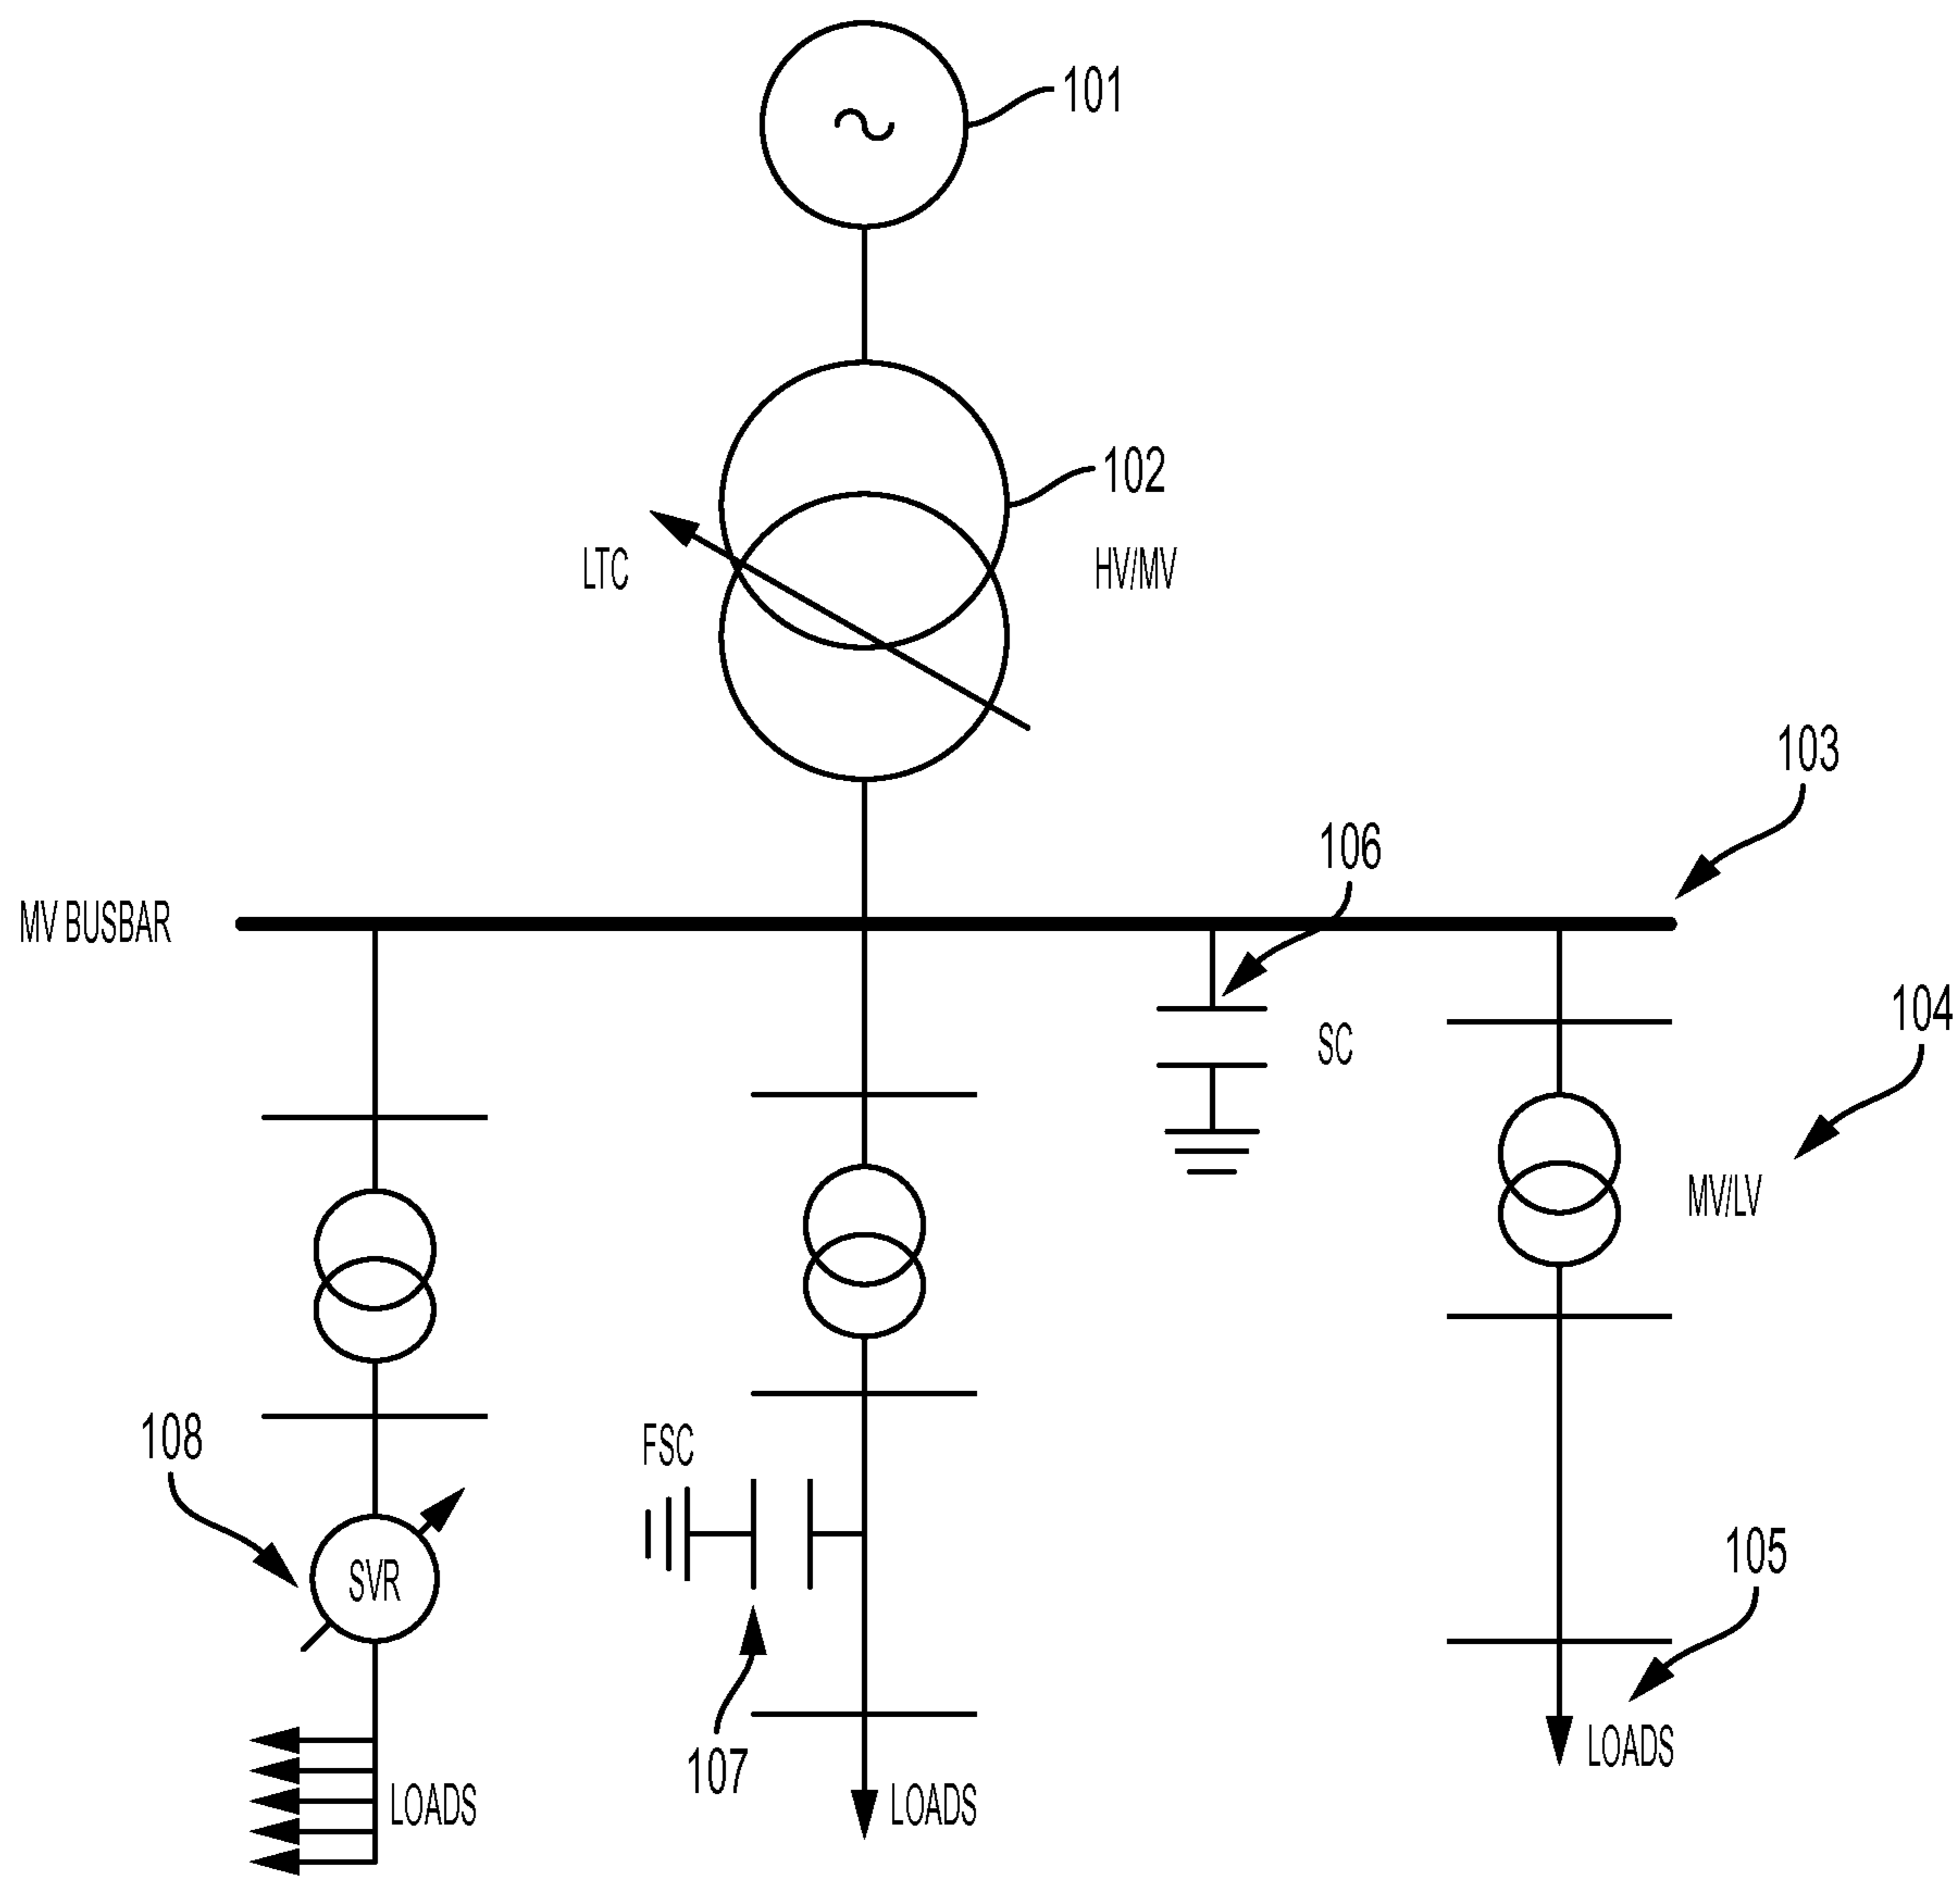 101
102
LTC
HV/MV
103
106
MV BUSBAR
104
SC
MV/LV
108
FSC
105
SVR
107
LOADS
LOADS
LOADS